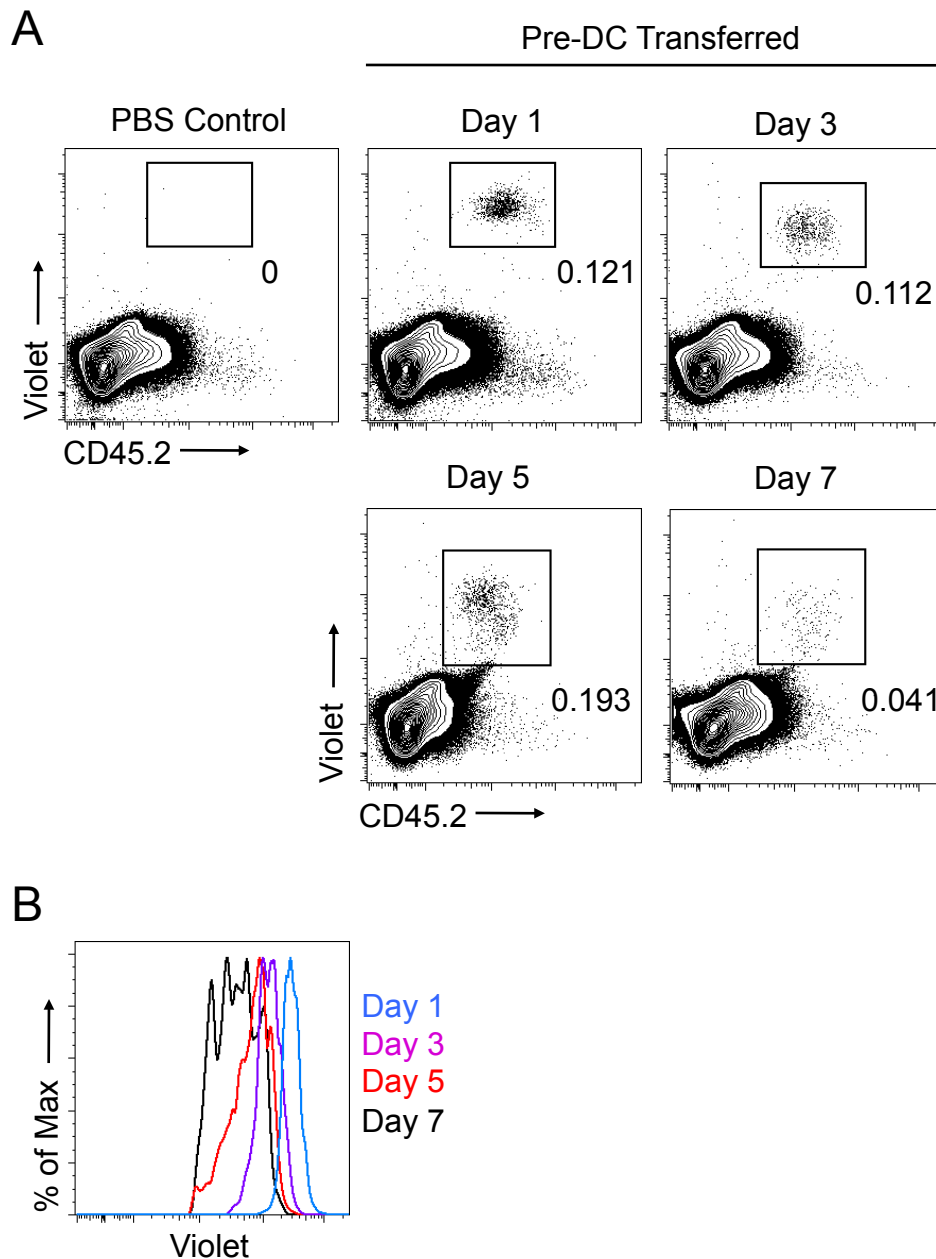 A
Pre-DC Transferred
PBS Control
Day 1
Day 3
0
0.121
0.112
Violet
CD45.2
Day 5
Day 7
0.193
0.041
Violet
CD45.2
B
Day 1
Day 3
Day 5
Day 7
% of Max
Violet